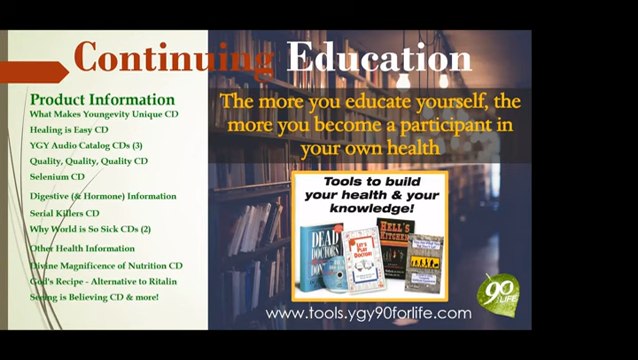 Continuing Education
Product Information
What Makes Youngevity Unique CD
Healing is Easy CD
YGY Audio Catalog CDs (3)
Quality, Quality, Quality CD
Selenium CD
Digestive (& Hormone) Information
Serial Killers CD
Why World is So Sick CDs (2)
Other Health Information
Divine Magnificence of Nutrition CD
God's Recipe - Alternative to Ritalin
Seeing is Believing CD & more!
The more you educate yourself, the
more you become a participant in
your own health
Tools to build
your health & your
knowledge!
DEAD
DOCTORS
DON'T
LET'S
PLAY
DOCTOR
HELL'S
KITCHEN
90
LIFE
www.tools.ygy90forlife.com